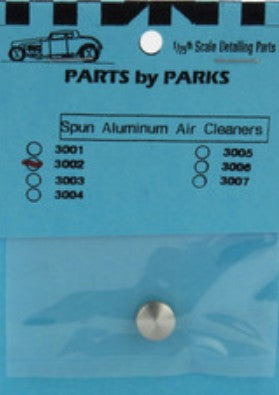 1/25th Scale Detailing Parts
PARTS by PARKS
Spun Aluminum Air Cleaners
3001 3005
3002 3006
3003 3007
3004